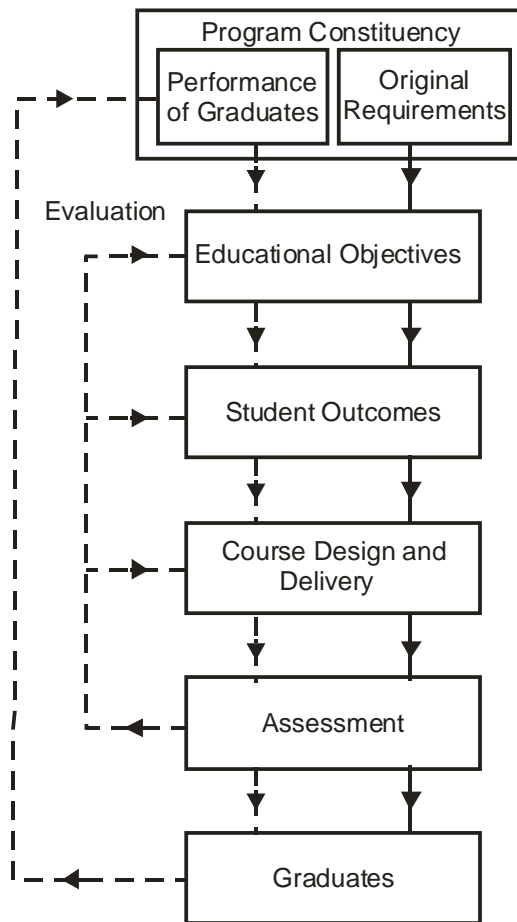 Program Constituency
Performance
of Graduates
Original
Requirements
Evaluation
Educational Objectives
Student Outcomes
Course Design and
Delivery
Assessment
Graduates